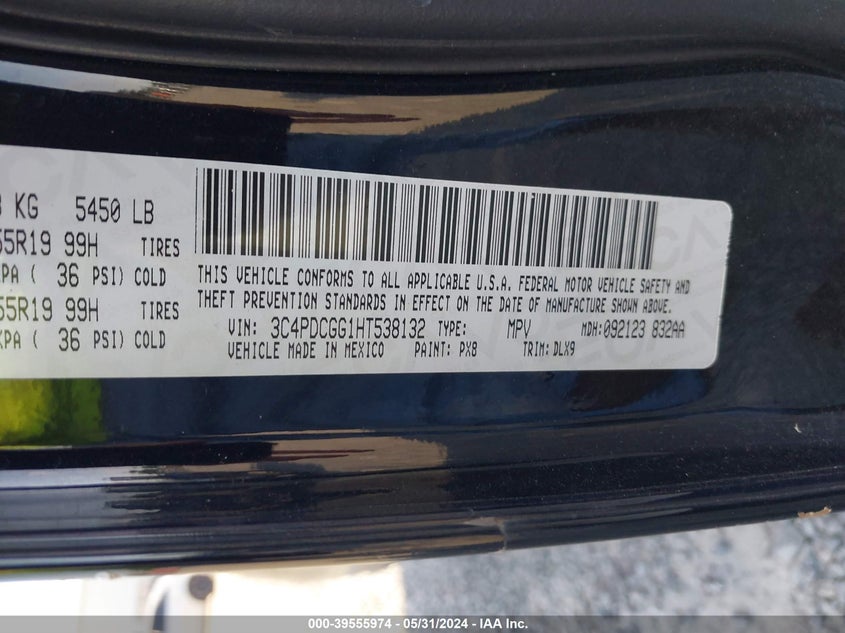 KG 5450 LB
55R19 99H TIRES
KPA ( 36 PSI) COLD
55R19 99H TIRES
KPA ( 36 PSI) COLD
THIS VEHICLE CONFORMS TO ALL APPLICABLE U.S.A. FEDERAL MOTOR VEHICLE SAFETY AND
THEFT PREVENTION STANDARDS IN EFFECT ON THE DATE OF MANUFACTURE SHOWN ABOVE.
VIN: 3C4PDCGG1HT538132 TYPE: MPV MDH: 092123 832AA
VEHICLE MADE IN MEXICO PAINT: PX8 TRIM: DLX9
000-39555974 - 05/31/2024 - IAA Inc.